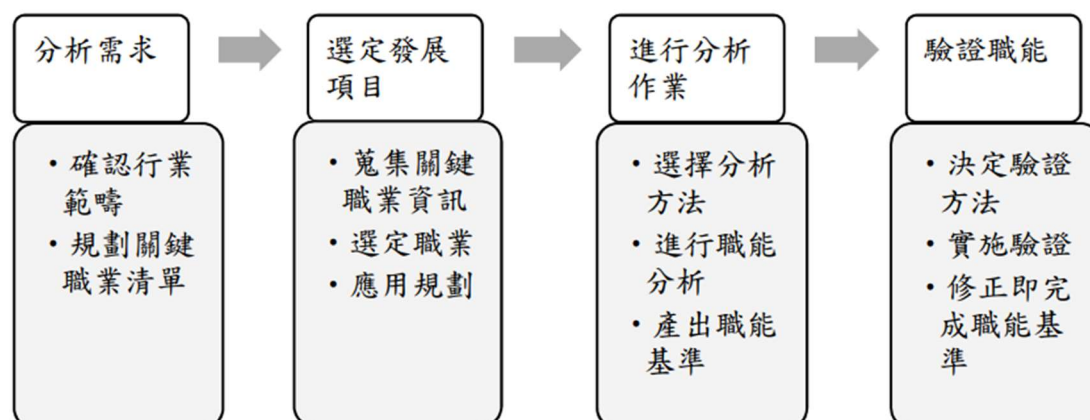 分析需求
• 確認行業
範疇
• 規劃關鍵
職業清單
選定發展
項目
• 蒐集關鍵
職業資訊
• 選定職業
• 應用規劃
進行分析
作業
• 選擇分析
方法
• 進行職能
分析
• 產出職能
基準
驗證職能
• 決定驗證
方法
• 實施驗證
• 修正即完
成職能基
準